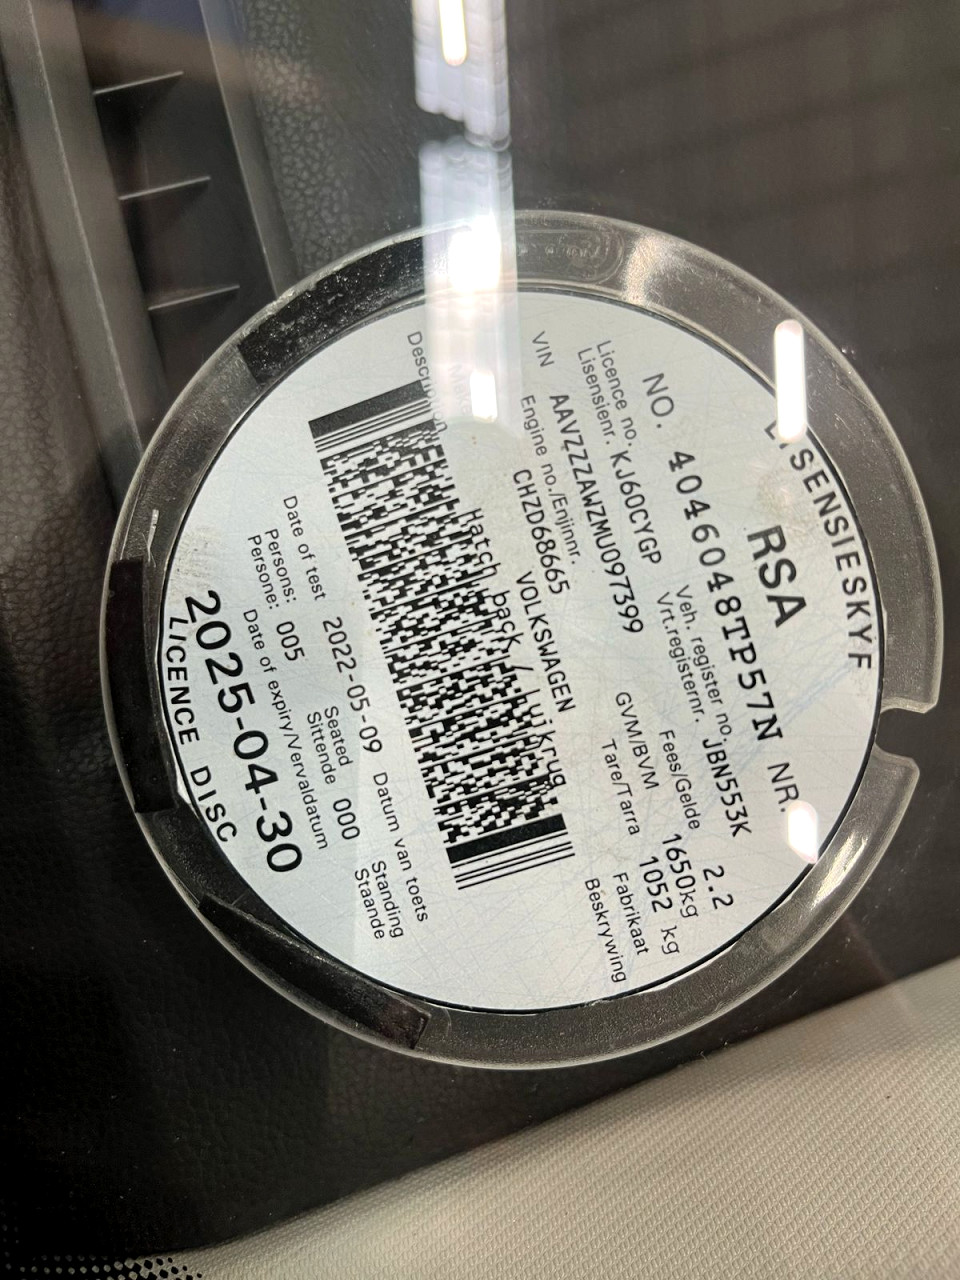 LISENSIESKYF
RSA
NO. 4046048TP57N NR.
Licence no. Veh. register no.
Lisensienr. KJ60CYGP Vrt.registernr. JBN553K
VIN AAVZZZAWZMU097399 Fees/Gelde 2.2
Engine no./Enjinnr. GVM/BVM 1650kg
CHZD68665 Tare/Tarra 1052 kg
VOLKSWAGEN Fabrikaat
Description Hatch back / Luikrug Beskrywing
Date of test 2022-05-09 Datum van toets
Persons: Seated Standing
Persone: 005 Sittende 000 Staande
Date of expiry/Vervaldatum
2025-04-30
LICENCE DISC